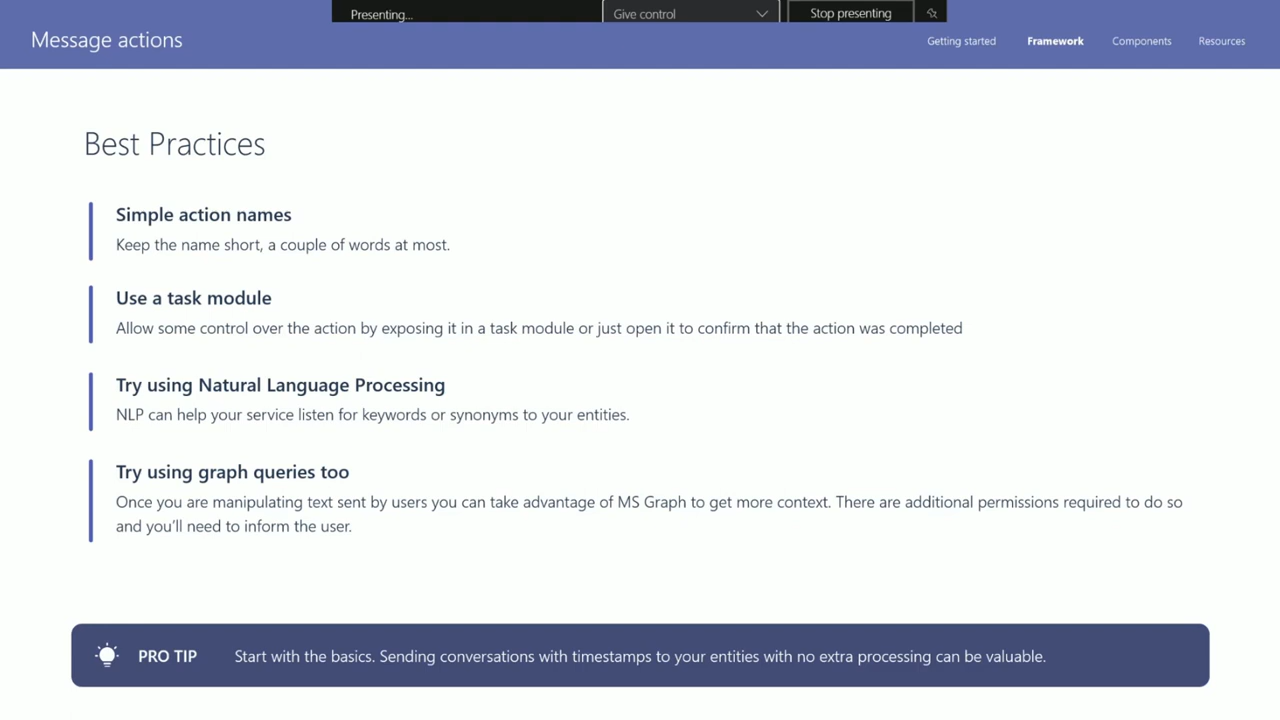 Presenting...
Give control
Stop presenting
Message actions
Getting started
Framework
Components
Resources
Best Practices
Simple action names
Keep the name short, a couple of words at most.
Use a task module
Allow some control over the action by exposing it in a task module or just open it to confirm that the action was completed
Try using Natural Language Processing
NLP can help your service listen for keywords or synonyms to your entities.
Try using graph queries too
Once you are manipulating text sent by users you can take advantage of MS Graph to get more context. There are additional permissions required to do so
and you’ll need to inform the user.
PRO TIP
Start with the basics. Sending conversations with timestamps to your entities with no extra processing can be valuable.